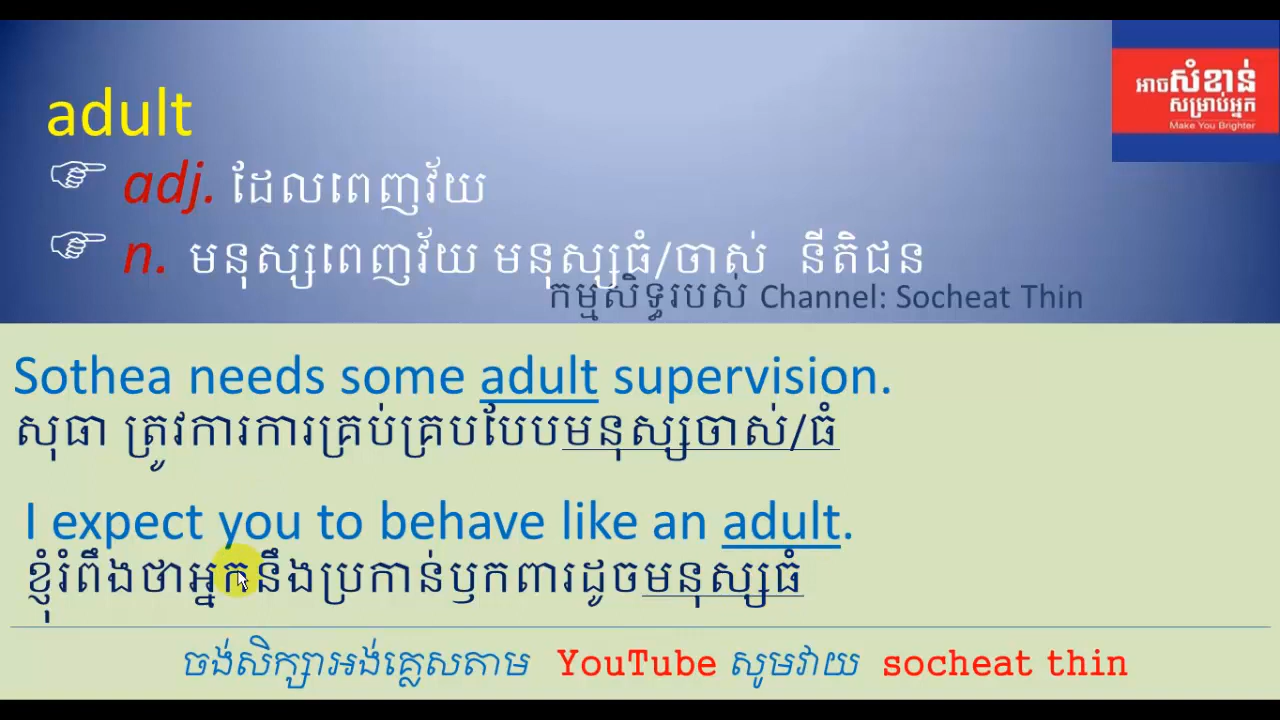 អាចសំខាន់
សម្រាប់អ្នក
Make You Brighter
adult
adj. ដែលពេញវ័យ
n. មនុស្សពេញវ័យ មនុស្សធំ/ចាស់ នីតិជន
កម្មសិទ្ធរបស់ Channel: Socheat Thin
Sothea needs some adult supervision.
សុធា ត្រូវការការគ្រប់គ្របបែបមនុស្សចាស់/ធំ
I expect you to behave like an adult.
ខ្ញុំរំពឹងថាអ្នកនឹងប្រកាន់ឫកពារដូចមនុស្សធំ
ចង់សិក្សាអង់គ្លេសតាម YouTube សូមវាយ socheat thin